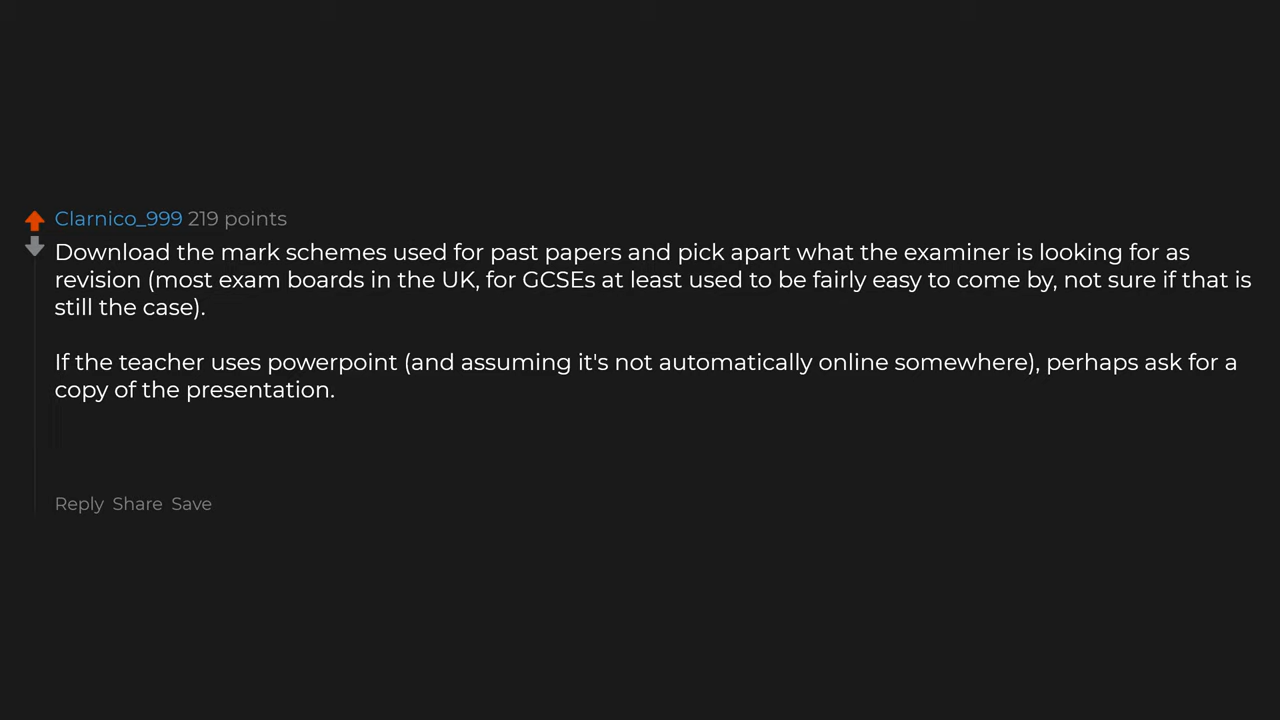 Clarnico_999 219 points
Download the mark schemes used for past papers and pick apart what the examiner is looking for as
revision (most exam boards in the UK, for GCSEs at least used to be fairly easy to come by, not sure if that is
still the case).
If the teacher uses powerpoint (and assuming it's not automatically online somewhere), perhaps ask for a
copy of the presentation.
Reply Share Save